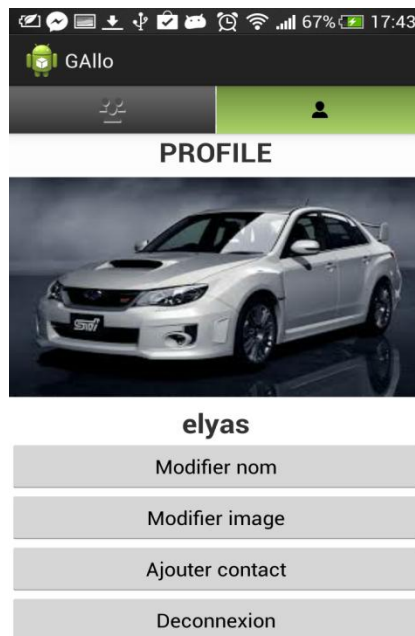 67% 17:43
GAllo
PROFILE
STI
elyas
Modifier nom
Modifier image
Ajouter contact
Deconnexion